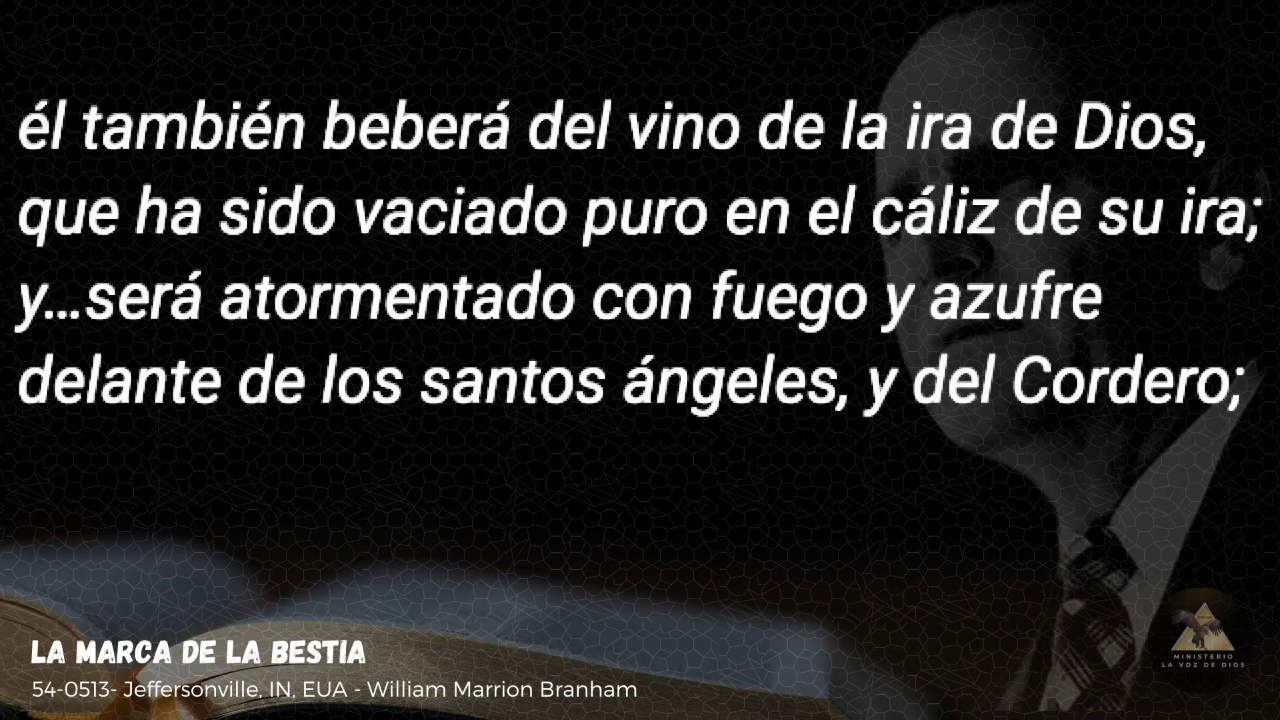 él también beberá del vino de la ira de Dios,
que ha sido vaciado puro en el cáliz de su ira;
y...será atormentado con fuego y azufre
delante de los santos ángeles, y del Cordero;
LA MARCA DE LA BESTIA
54-0513- Jeffersonville, IN, EUA - William Marrion Branham
MINISTERIO
LA VOZ DE DIOS